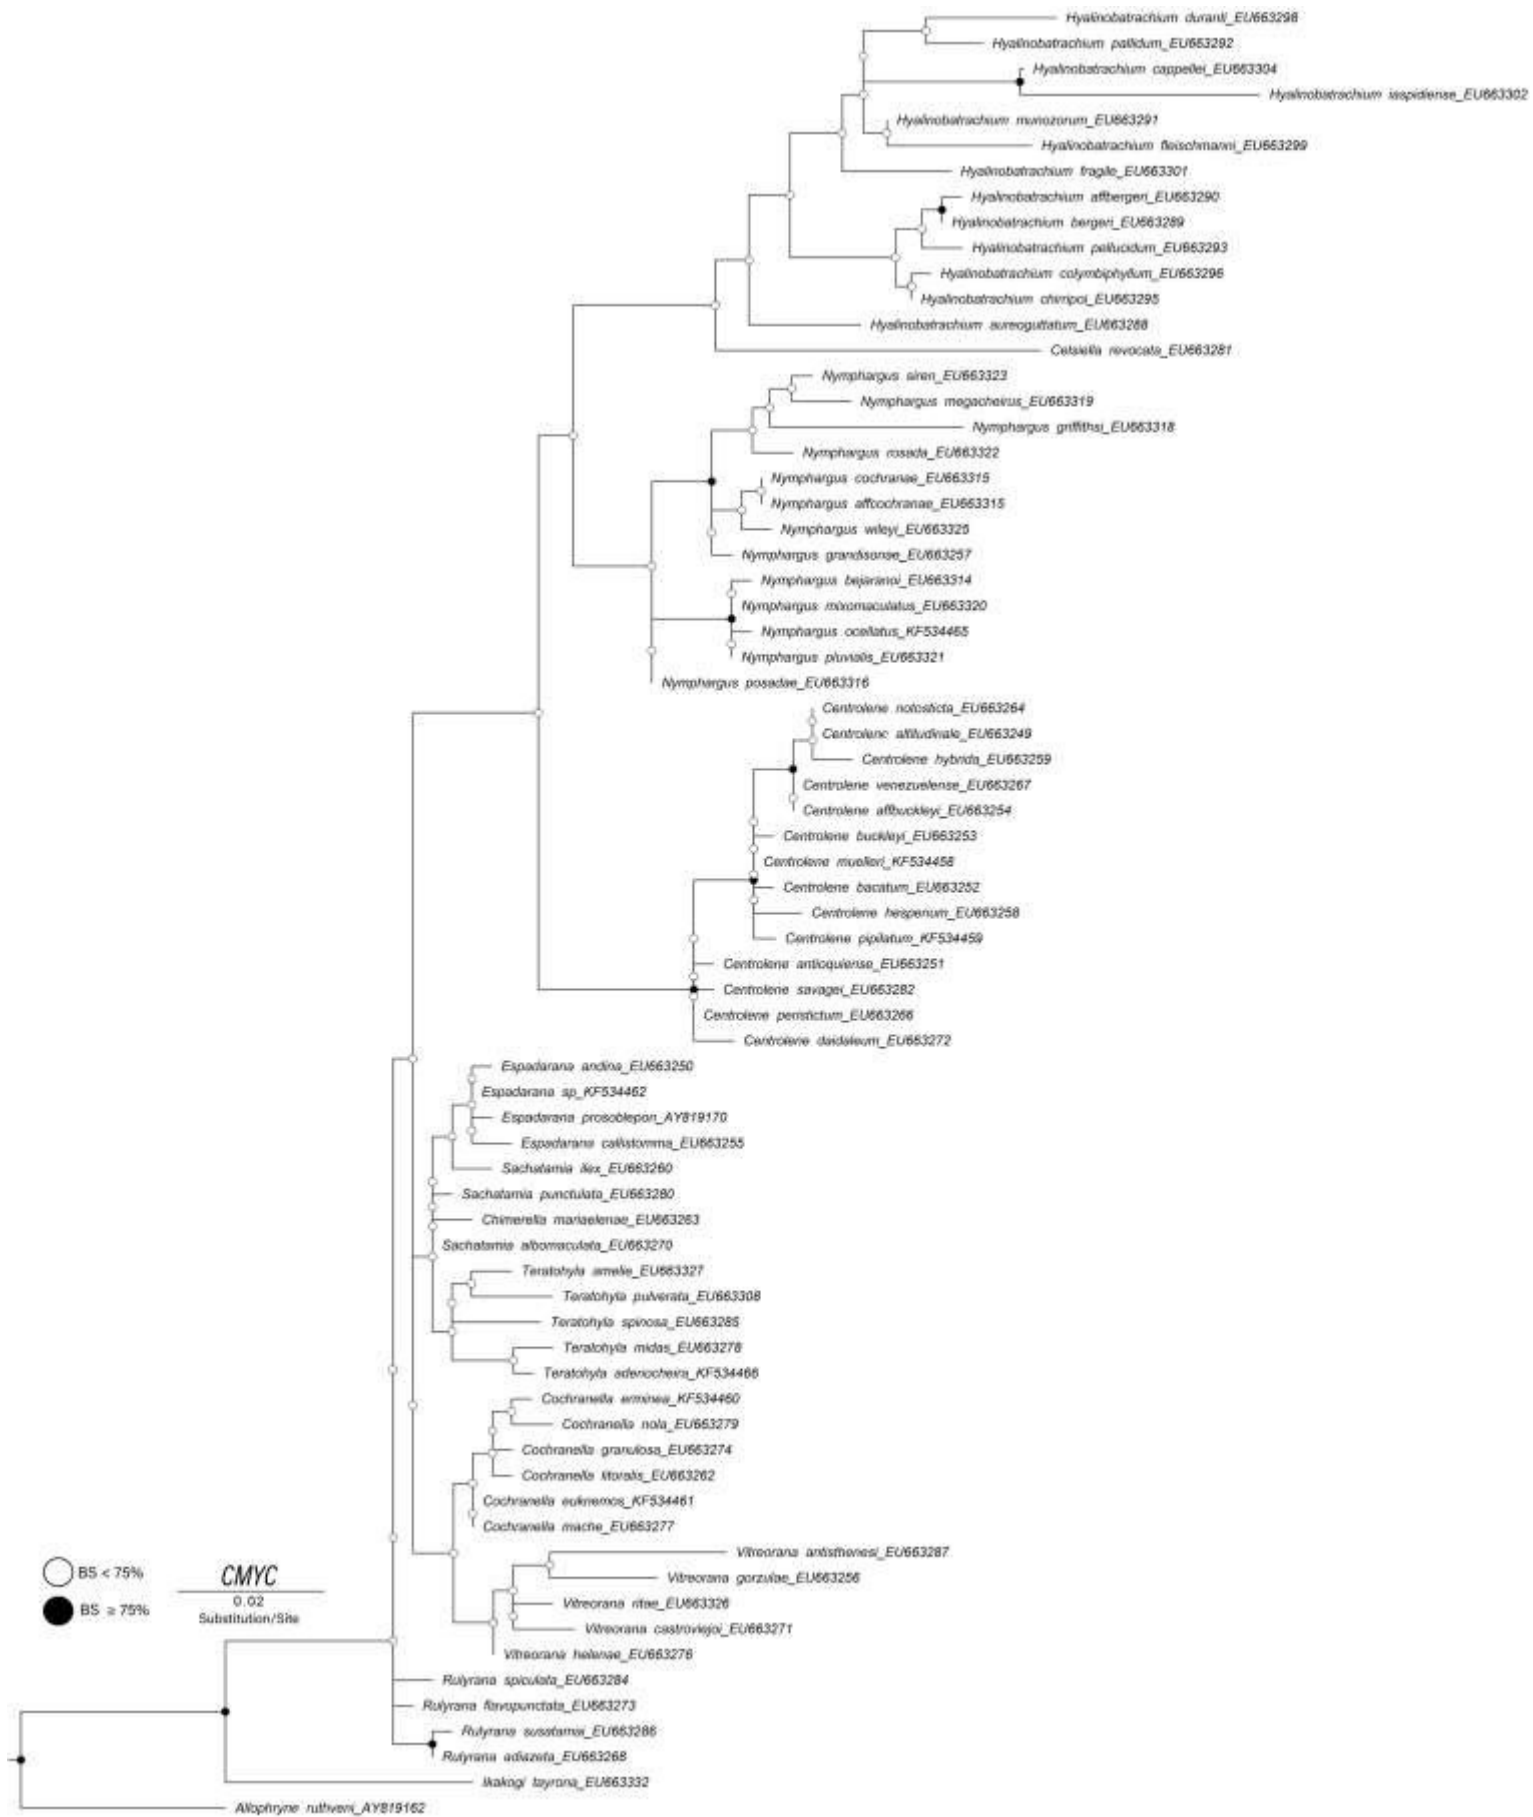 Hyalinobatrachium duranti_EU663298
Hyalinobatrachium pallidum_EU663292
Hyalinobatrachium cappellei_EU663304
Hyalinobatrachium iaspidiense_EU663302
Hyalinobatrachium munozorum_EU663291
Hyalinobatrachium fleischmanni_EU663299
Hyalinobatrachium fragile_EU663301
Hyalinobatrachium affbergeri_EU663290
Hyalinobatrachium bergeri_EU663289
Hyalinobatrachium pellucidum_EU663293
Hyalinobatrachium colymbiphyllum_EU663296
Hyalinobatrachium chirripoi_EU663295
Hyalinobatrachium aureoguttatum_EU663288
Celsiella revocata_EU663281
Nymphargus siren_EU663323
Nymphargus megacheirus_EU663319
Nymphargus griffithsi_EU663318
Nymphargus rosada_EU663322
Nymphargus cochranae_EU663315
Nymphargus affcochranae_EU663315
Nymphargus wileyi_EU663325
Nymphargus grandisonae_EU663257
Nymphargus bejaranoi_EU663314
Nymphargus mixomaculatus_EU663320
Nymphargus ocellatus_KF534465
Nymphargus pluvialis_EU663321
Nymphargus posadae_EU663316
Centrolene notosticta_EU663264
Centrolene altitudinale_EU663249
Centrolene hybrida_EU663259
Centrolene venezuelense_EU663267
Centrolene affbuckleyi_EU663254
Centrolene buckleyi_EU663253
Centrolene muelleri_KF534458
Centrolene bacatum_EU663252
Centrolene hesperium_EU663258
Centrolene pipilatum_KF534459
Centrolene antioquiense_EU663251
Centrolene savagei_EU663282
Centrolene peristictum_EU663266
Centrolene daidaleum_EU663272
Espadarana andina_EU663250
Espadarana sp_KF534462
Espadarana prosoblepon_AY819170
Espadarana callistomma_EU663255
Sachatamia ilex_EU663260
Sachatamia punctulata_EU663280
Chimerella mariaelenae_EU663263
Sachatamia albomaculata_EU663270
Teratohyla amelie_EU663327
Teratohyla pulverata_EU663308
Teratohyla spinosa_EU663285
Teratohyla midas_EU663278
Teratohyla adenocheira_KF534466
Cochranella erminea_KF534460
Cochranella nola_EU663279
Cochranella granulosa_EU663274
Cochranella litoralis_EU663262
Cochranella euknemos_KF534461
Cochranella mache_EU663277
Vitreorana antisthenesi_EU663287
Vitreorana gorzulae_EU663256
Vitreorana ritae_EU663326
Vitreorana castroviejoi_EU663271
Vitreorana helenae_EU663276
BS < 75%
BS ≥ 75%
CMYC
0.02
Substitution/Site
Rulyrana spiculata_EU663284
Rulyrana flavopunctata_EU663273
Rulyrana susatamai_EU663286
Rulyrana adiazeta_EU663268
Ikakogi tayrona_EU663332
Allophryne ruthveni_AY819162